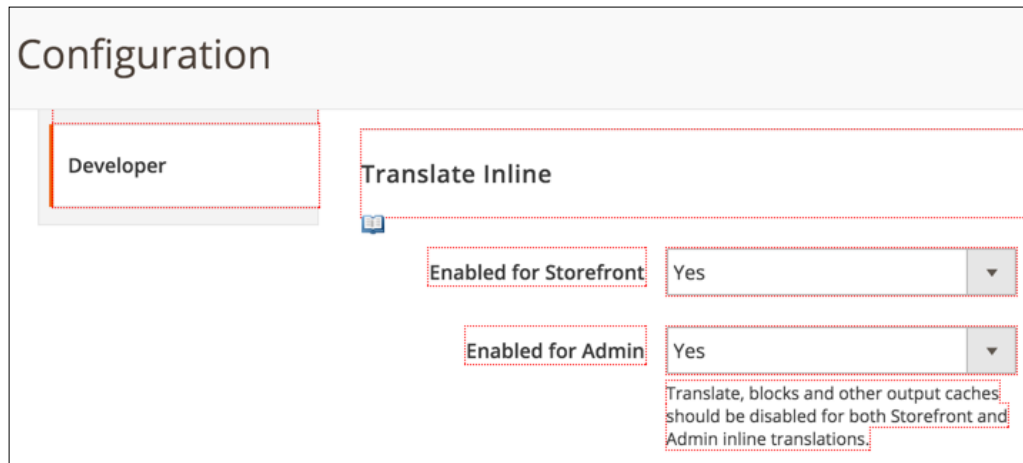 Configuration
Developer
Translate Inline
Enabled for Storefront
Yes
Enabled for Admin
Yes
Translate, blocks and other output caches
should be disabled for both Storefront and
Admin inline translations.